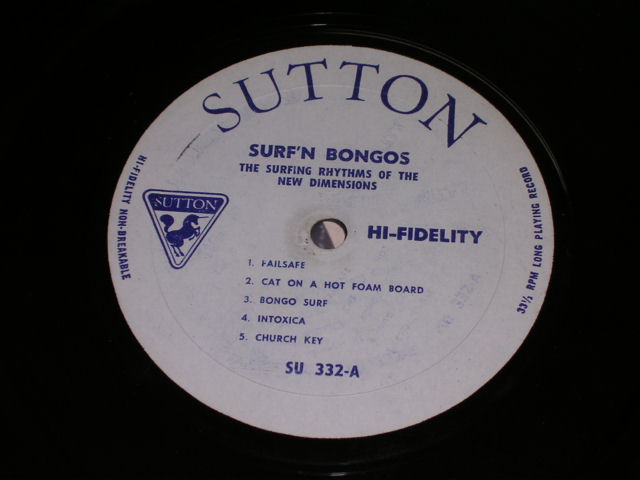 SUTTON
SURF'N BONGOS
THE SURFING RHYTHMS OF THE
NEW DIMENSIONS
HI-FIDELITY NON-BREAKABLE
SUTTON
HI-FIDELITY
33⅓ RPM LONG PLAYING RECORD
1. FAILSAFE
2. CAT ON A HOT FOAM BOARD
3. BONGO SURF
4. INTOXICA
5. CHURCH KEY
SU 332-A